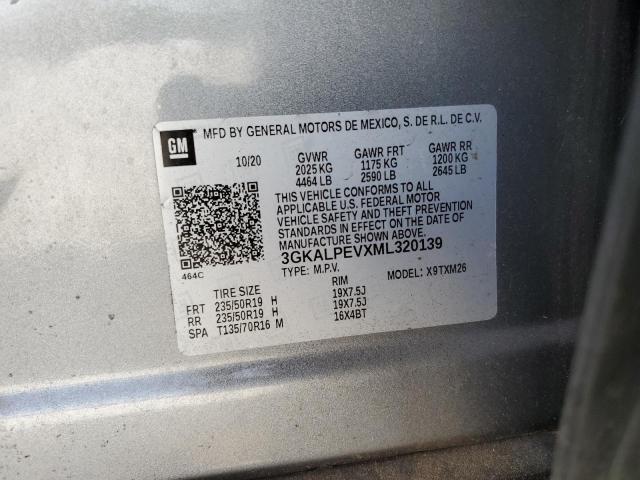 GM MFD BY GENERAL MOTORS DE MEXICO, S. DE R.L. DE C.V.
10/20 GVWR GAWR FRT GAWR RR
2025 KG 1175 KG 1200 KG
4464 LB 2590 LB 2645 LB
THIS VEHICLE CONFORMS TO ALL
APPLICABLE U.S. FEDERAL MOTOR
VEHICLE SAFETY AND THEFT PREVENTION
STANDARDS IN EFFECT ON THE DATE OF
MANUFACTURE SHOWN ABOVE.
3GKALPEVXML320139
464C
TYPE: M.P.V. MODEL: X9TXM26
TIRE SIZE RIM
FRT 235/50R19 H 19X7.5J
RR 235/50R19 H 19X7.5J
SPA T135/70R16 M 16X4BT